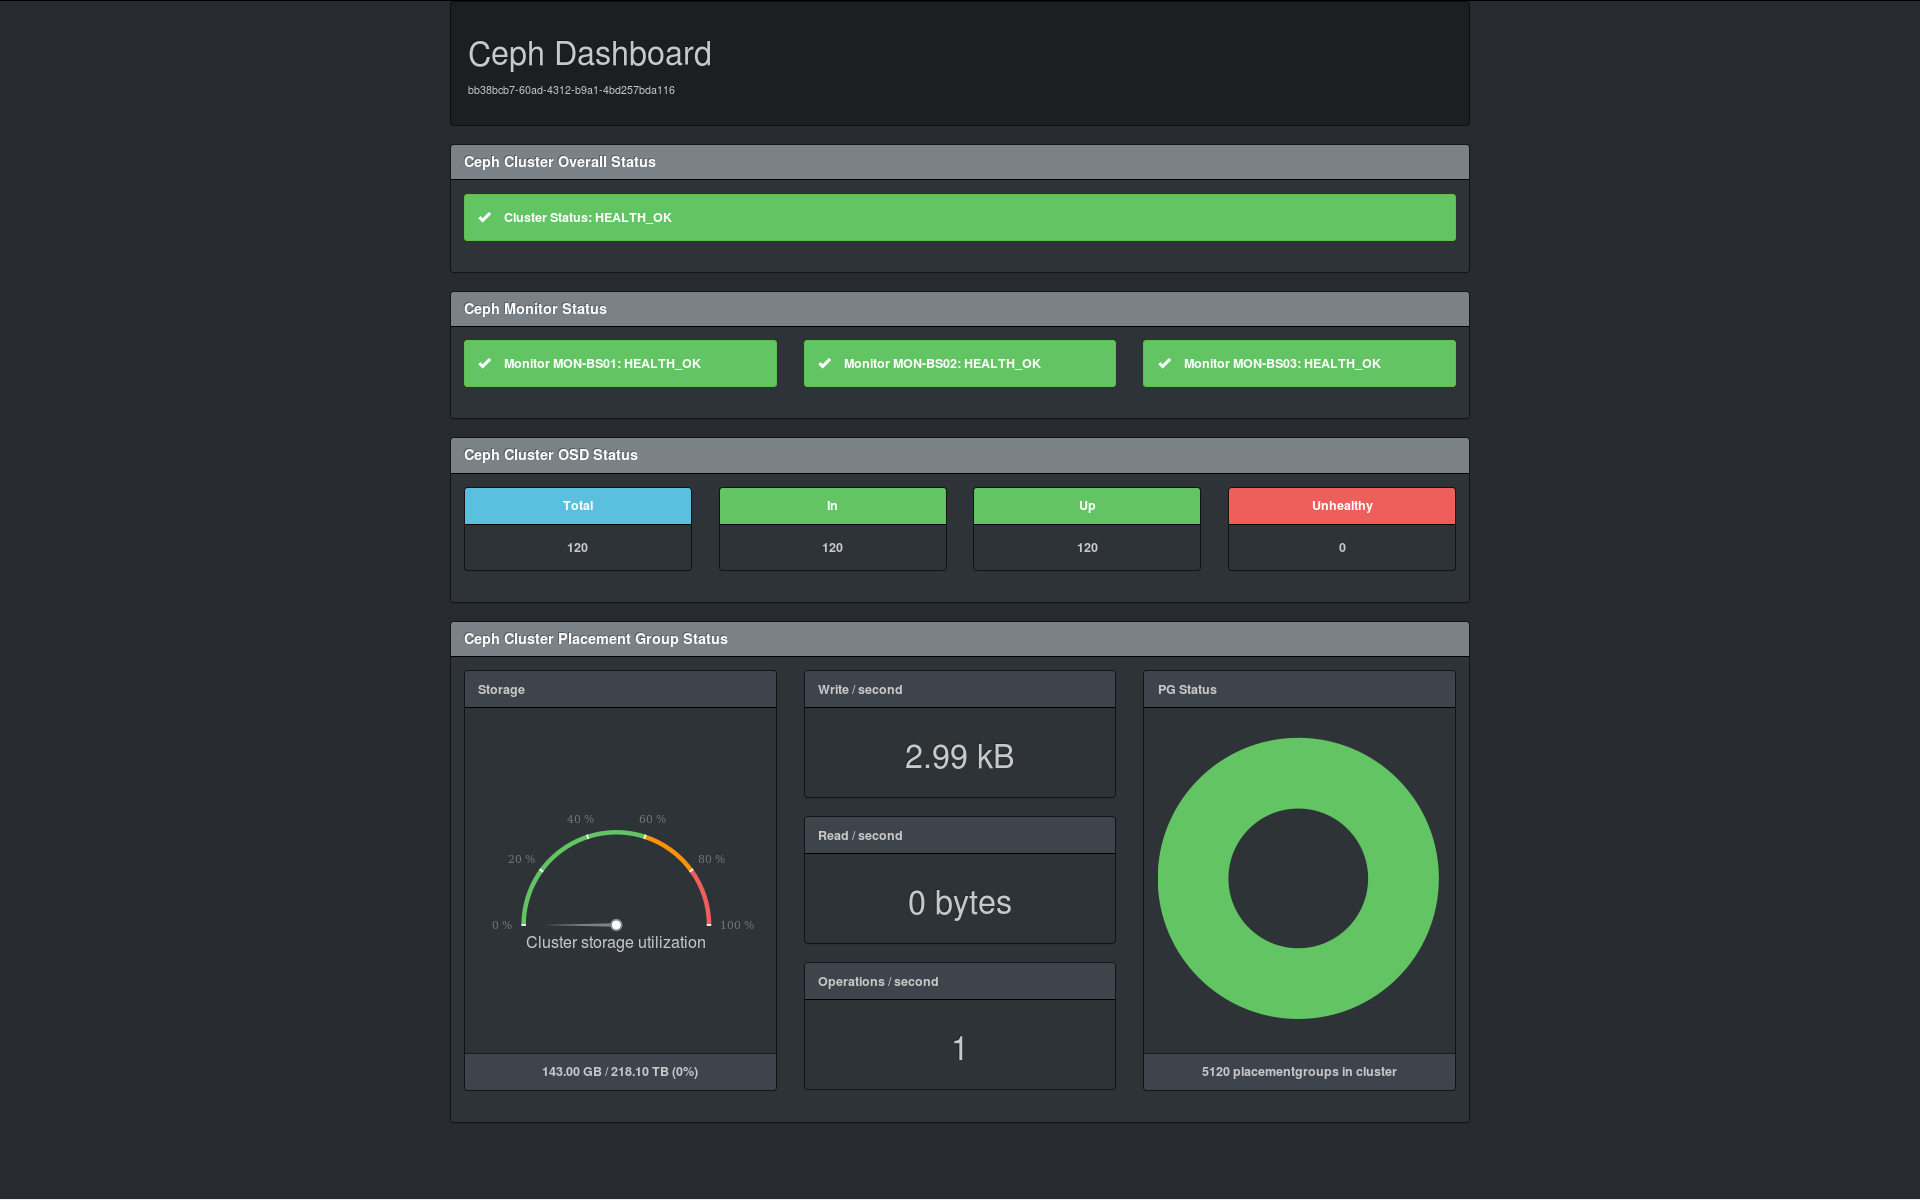 Ceph Dashboard
bb38bcb7-60ad-4312-b9a1-4bd257bda116
Ceph Cluster Overall Status
Cluster Status: HEALTH_OK
Ceph Monitor Status
Monitor MON-BS01: HEALTH_OK
Monitor MON-BS02: HEALTH_OK
Monitor MON-BS03: HEALTH_OK
Ceph Cluster OSD Status
Total
In
Up
Unhealthy
120
120
120
0
Ceph Cluster Placement Group Status
Storage
0 %
20 %
40 %
60 %
80 %
100 %
Cluster storage utilization
143.00 GB / 218.10 TB (0%)
Write / second
2.99 kB
Read / second
0 bytes
Operations / second
1
PG Status
5120 placementgroups in cluster